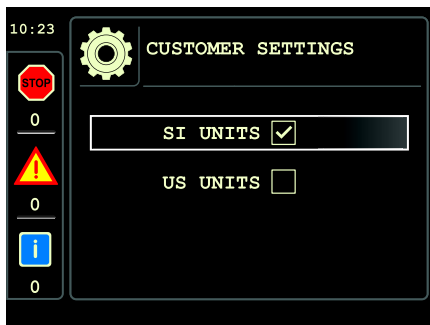 10:23
CUSTOMER SETTINGS
STOP
0
SI UNITS
0
US UNITS
i
0